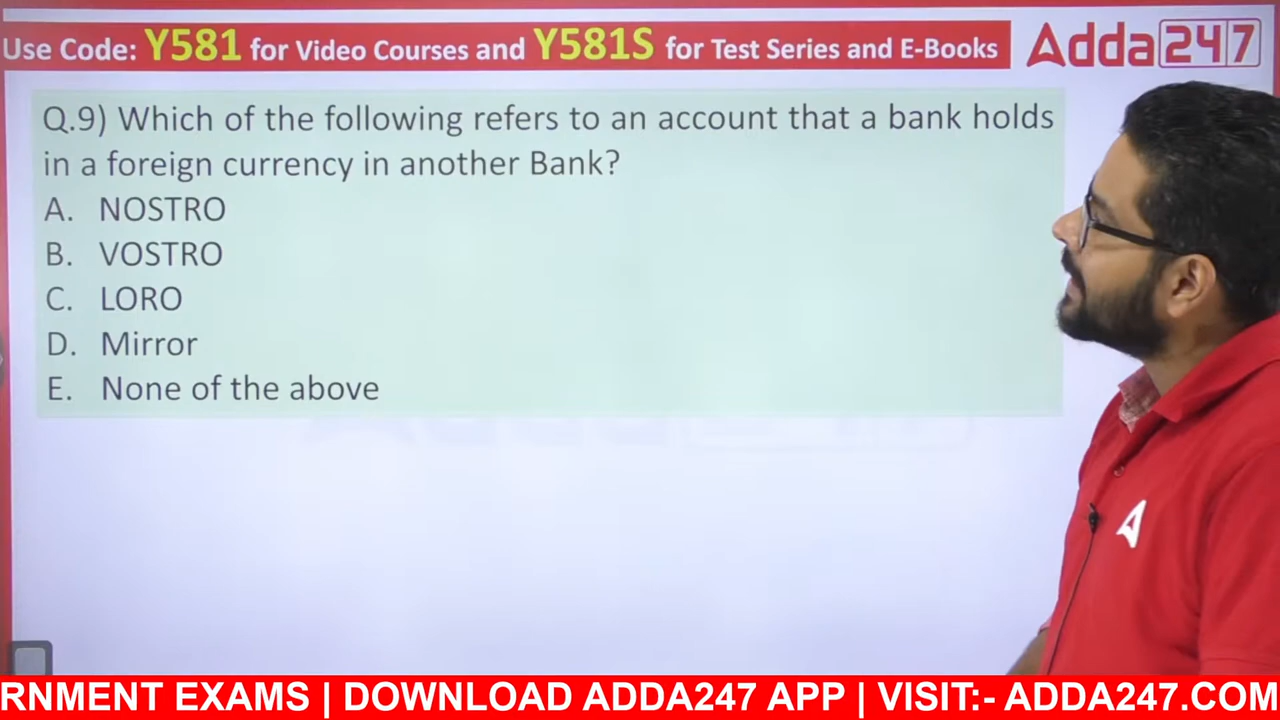 Use Code: Y581 for Video Courses and Y581S for Test Series and E-Books
Adda247
Q.9) Which of the following refers to an account that a bank holds
in a foreign currency in another Bank?
A. NOSTRO
B. VOSTRO
C. LORO
D. Mirror
E. None of the above
RNMENT EXAMS | DOWNLOAD ADDA247 APP | VISIT:- ADDA247.COM